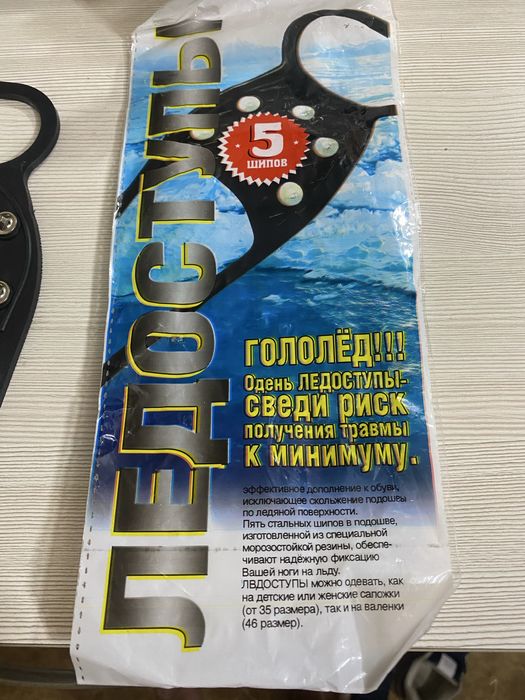 ЛЕДОСТУПЫ
5
ШИПОВ
ГОЛОЛЁД!!!
Одень ЛЕДОСТУПЫ-
СВЕДИ РИСК
получения травмы
К МИНИМУМУ.
эффективное дополнение к обуви,
исключающее скольжение подошвы
по ледяной поверхности.
Пять стальных шипов в подошве,
изготовленной из специальной
морозостойкой резины, обеспе-
чивают надёжную фиксацию
Вашей ноги на льду.
ЛВДОСТУПЫ можно одевать, как
на детские или женские сапожки
(от 35 размера), так и на валенки
(46 размер).